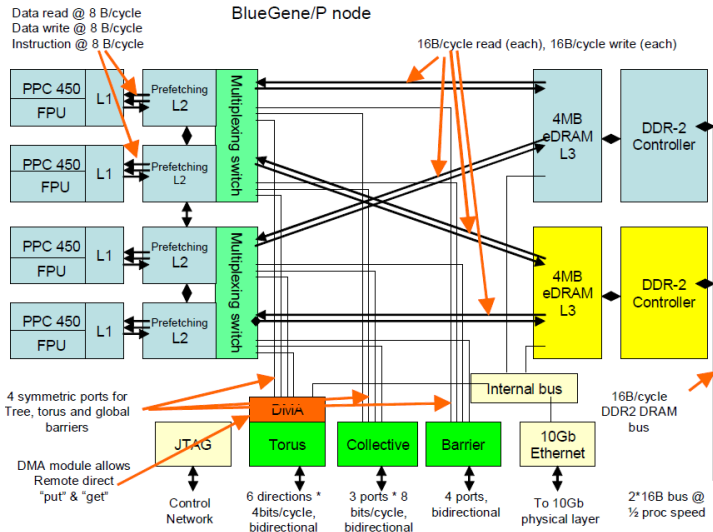 BlueGene/P node
Data read @ 8 B/cycle
Data write @ 8 B/cycle
Instruction @ 8 B/cycle
16B/cycle read (each), 16B/cycle write (each)
PPC 450
FPU
L1
Prefetching
L2
Multiplexing switch
4MB
eDRAM
L3
DDR-2
Controller
PPC 450
FPU
L1
Prefetching
L2
PPC 450
FPU
L1
Prefetching
L2
Multiplexing switch
4MB
eDRAM
L3
DDR-2
Controller
PPC 450
FPU
L1
Prefetching
L2
4 symmetric ports for
Tree, torus and global
barriers
Internal bus
16B/cycle
DDR2 DRAM
bus
DMA
JTAG
Torus
Collective
Barrier
10Gb
Ethernet
DMA module allows
Remote direct
“put” & “get”
Control
Network
6 directions *
4bits/cycle,
bidirectional
3 ports * 8
bits/cycle,
bidirectional
4 ports,
bidirectional
To 10Gb
physical layer
2*16B bus @
½ proc speed